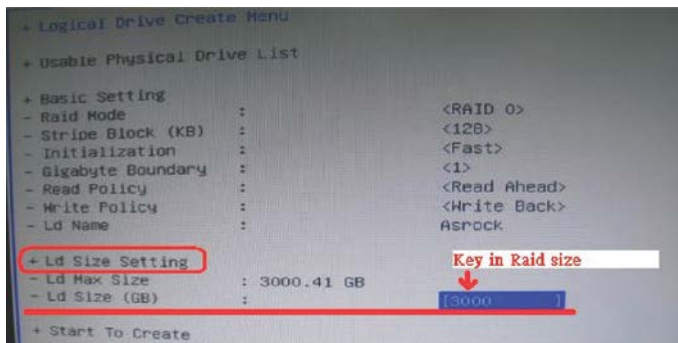 + Logical Drive Create Menu
+ Usable Physical Drive List
+ Basic Setting
- Raid Mode : <RAID 0>
- Stripe Block (KB) : <128>
- Initialization : <Fast>
- Gigabyte Boundary : <1>
- Read Policy : <Read Ahead>
- Write Policy : <Write Back>
- Ld Name : Asrock
+ Ld Size Setting
Key in Raid size
- Ld Max Size : 3000.41 GB
- Ld Size (GB) : [3000 ]
+ Start To Create